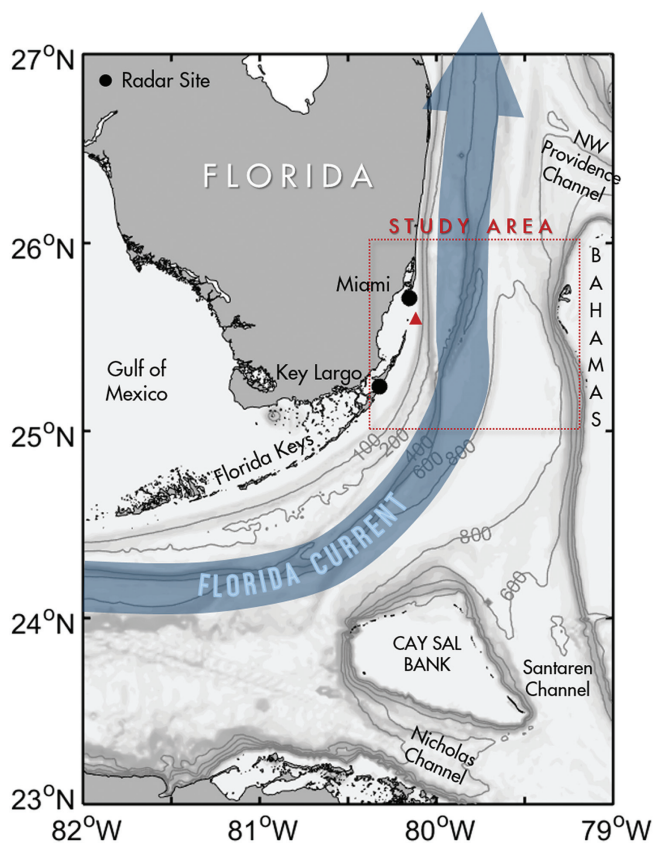 27°N
Radar Site
FLORIDA
NW
Providence
Channel
STUDY AREA
26°N
BAHAMAS
Miami
Gulf of
Mexico
Key Largo
25°N
Florida Keys
100
200
400
600
800
FLORIDA CURRENT
800
600
24°N
CAY SAL
BANK
Santaren
Channel
Nicholas
Channel
23°N
82°W
81°W
80°W
79°W